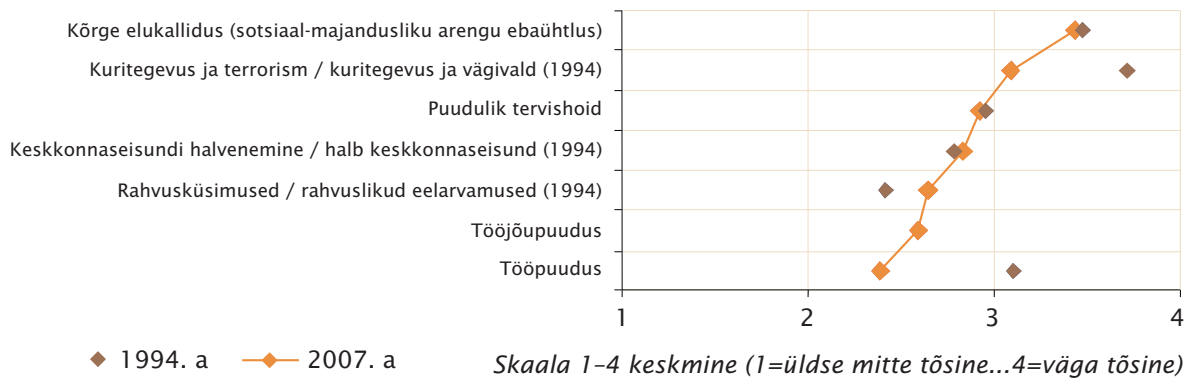 Kõrge elukallidus (sotsiaal-majandusliku arengu ebaühtlus)
Kuritegevus ja terrorism / kuritegevus ja vägivald (1994)
Puudulik tervishoid
Keskkonnaseisundi halvenemine / halb keskkonnaseisund (1994)
Rahvusküsimused / rahvuslikud eelarvamused (1994)
Tööjõupuudus
Tööpuudus
1 2 3 4
1994. a 2007. a
Skaala 1–4 keskmine (1=üldse mitte tõsine...4=väga tõsine)